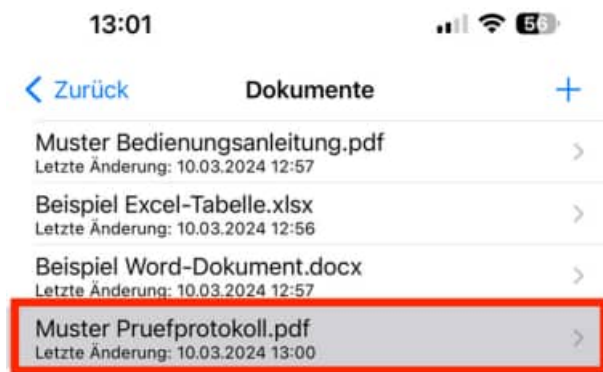 13:01
56
Zurück
Dokumente
Muster Bedienungsanleitung.pdf
Letzte Änderung: 10.03.2024 12:57
Beispiel Excel-Tabelle.xlsx
Letzte Änderung: 10.03.2024 12:56
Beispiel Word-Dokument.docx
Letzte Änderung: 10.03.2024 12:57
Muster Pruefprotokoll.pdf
Letzte Änderung: 10.03.2024 13:00